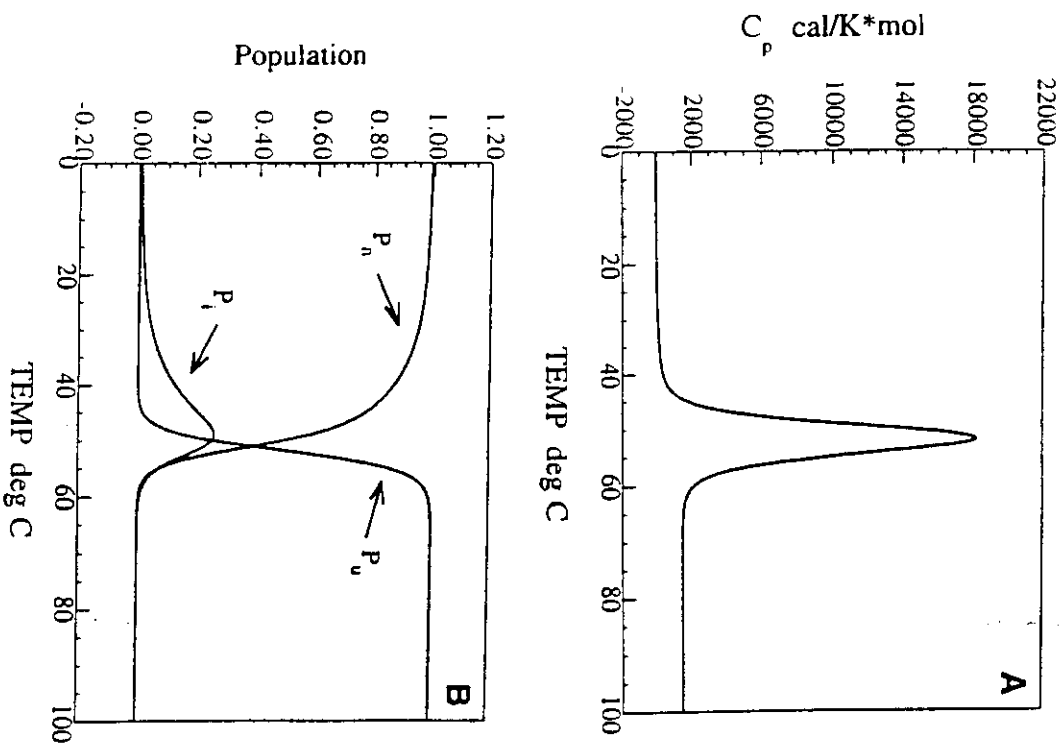 C_p cal/K*mol
22000
18000
14000
10000
6000
2000
-2000
A
0 20 40 60 80 100
TEMP deg C
Population
1.20
1.00
0.80
0.60
0.40
0.20
0.00
-0.20
B
P_n
P_I
P_u
0 20 40 60 80 100
TEMP deg C